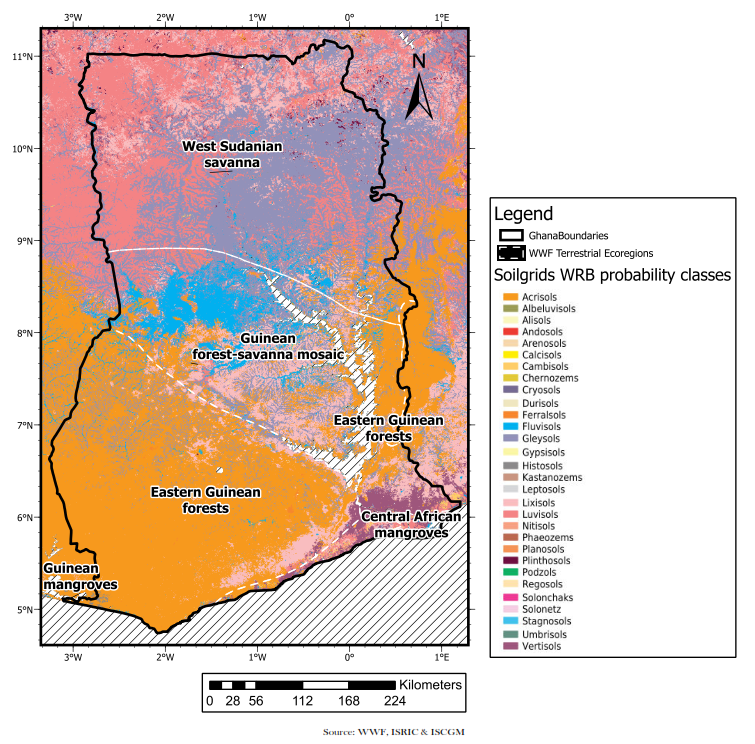 3°W 2°W 1°W 0° 1°E
11°N
10°N
9°N
8°N
7°N
6°N
5°N
N
West Sudanian
savanna
Guinean
forest-savanna mosaic
Eastern Guinean
forests
Eastern Guinean
forests
Central African
mangroves
Guinean
mangroves
3°W 2°W 1°W 0° 1°E
Legend
GhanaBoundaries
WWF Terrestrial Ecoregions
Soilgrids WRB probability classes
Acrisols
Albeluvisols
Alisols
Andosols
Arenosols
Calcisols
Cambisols
Chernozems
Cryosols
Durisols
Ferralsols
Fluvisols
Gleysols
Gypsisols
Histosols
Kastanozems
Leptosols
Lixisols
Luvisols
Nitisols
Phaeozems
Planosols
Plinthosols
Podzols
Regosols
Solonchaks
Solonetz
Stagnosols
Umbrisols
Vertisols
Kilometers
0 28 56 112 168 224
Source: WWF, ISRIC & ISCGM